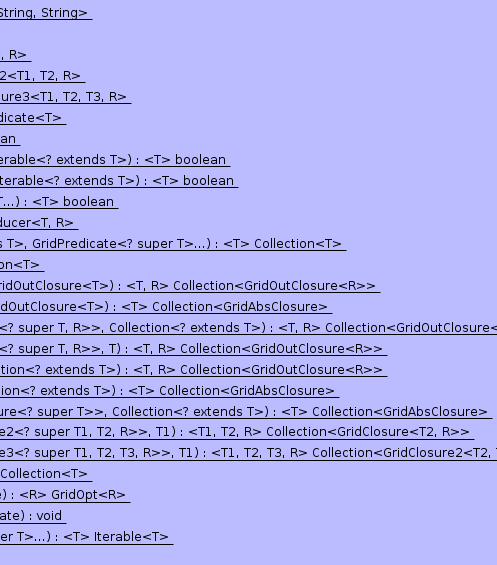 String, String>
, R>
2<T1, T2, R>
ure3<T1, T2, T3, R>
dicate<T>
an
erable<? extends T>) : <T> boolean
terable<? extends T>) : <T> boolean
T...) : <T> boolean
ducer<T, R>
s T>, GridPredicate<? super T>...) : <T> Collection<T>
on<T>
ridOutClosure<T>) : <T, R> Collection<GridOutClosure<R>>
dOutClosure<T>) : <T> Collection<GridAbsClosure>
<? super T, R>>, Collection<? extends T>) : <T, R> Collection<GridOutClosure<
<? super T, R>>, T) : <T, R> Collection<GridOutClosure<R>>
tion<? extends T>) : <T, R> Collection<GridOutClosure<R>>
ion<? extends T>) : <T> Collection<GridAbsClosure>
ure<? super T>>, Collection<? extends T>) : <T> Collection<GridAbsClosure>
e2<? super T1, T2, R>>, T1) : <T1, T2, R> Collection<GridClosure<T2, R>>
e3<? super T1, T2, T3, R>>, T1) : <T1, T2, T3, R> Collection<GridClosure2<T2,
Collection<T>
e) : <R> GridOpt<R>
ate) : void
er T>...) : <T> Iterable<T>